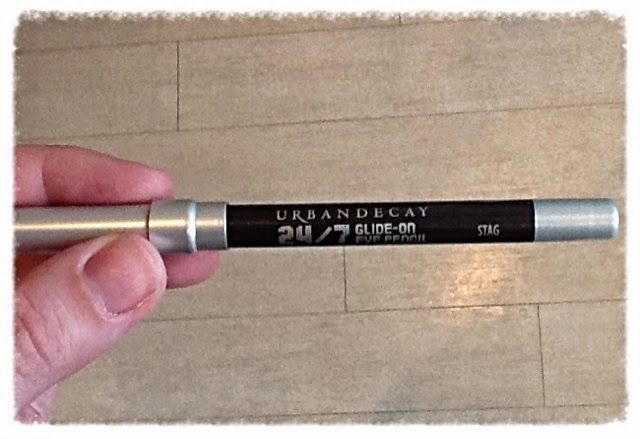 URBANDECAY
24/7 GLIDE-ON
EYE PENCIL
STAG